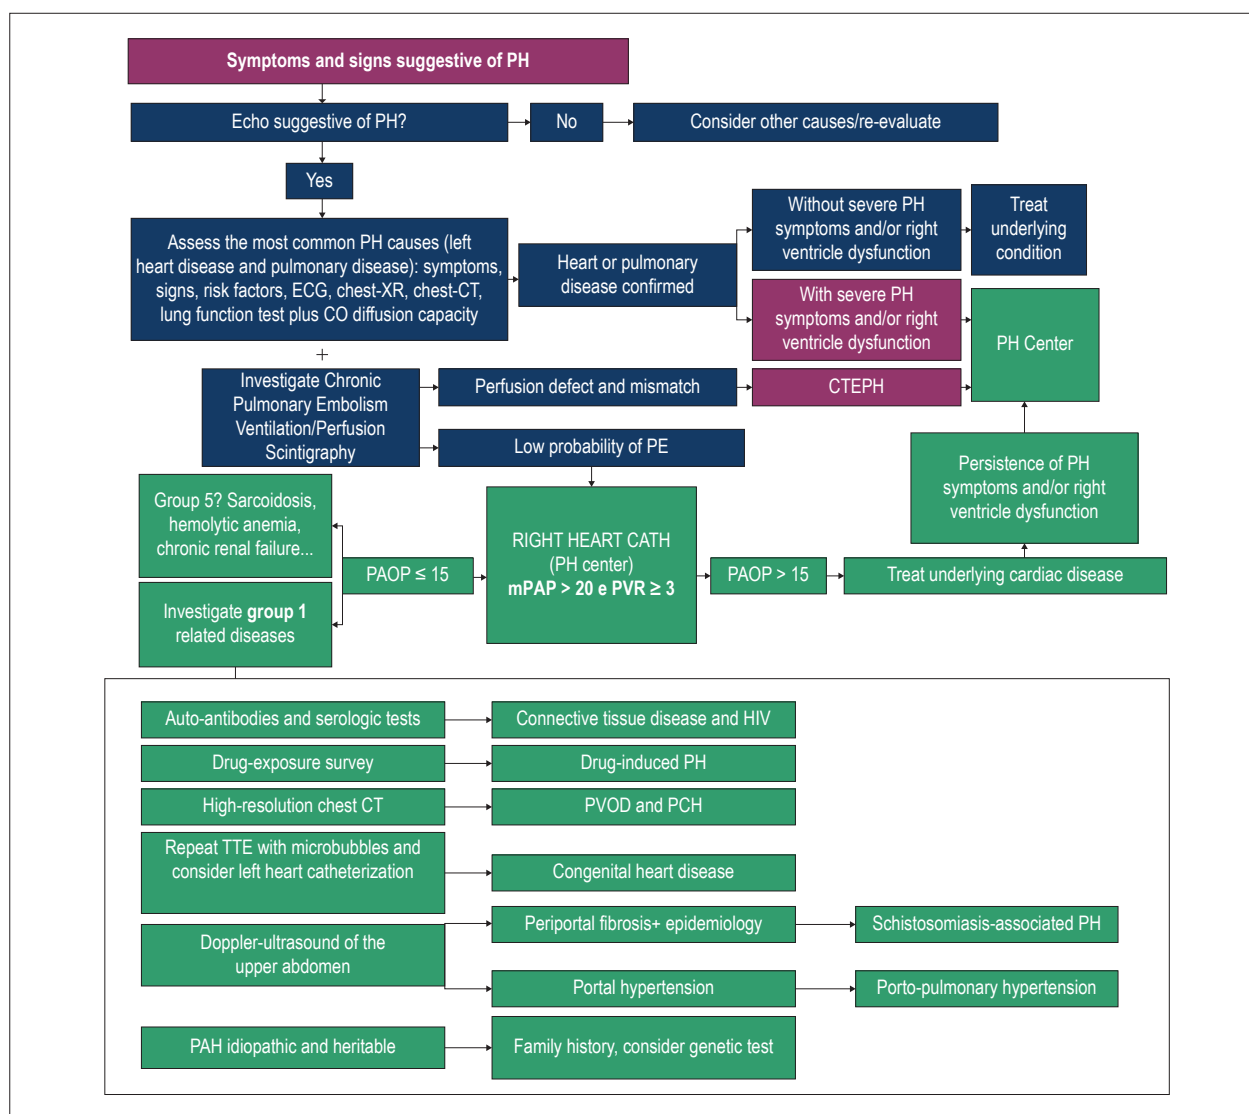 Symptoms and signs suggestive of PH
Echo suggestive of PH?
No
Consider other causes/re-evaluate
Yes
Assess the most common PH causes (left
heart disease and pulmonary disease): symptoms,
signs, risk factors, ECG, chest-XR, chest-CT,
lung function test plus CO diffusion capacity
Heart or pulmonary
disease confirmed
Without severe PH
symptoms and/or right
ventricle dysfunction
Treat
underlying
condition
With severe PH
symptoms and/or right
ventricle dysfunction
PH Center
+
Investigate Chronic
Pulmonary Embolism
Ventilation/Perfusion
Scintigraphy
Perfusion defect and mismatch
CTEPH
Low probability of PE
Persistence of PH
symptoms and/or right
ventricle dysfunction
Group 5? Sarcoidosis,
hemolytic anemia,
chronic renal failure...
PAOP ≤ 15
RIGHT HEART CATH
(PH center)
mPAP > 20 e PVR ≥ 3
PAOP > 15
Treat underlying cardiac disease
Investigate group 1
related diseases
Auto-antibodies and serologic tests
Connective tissue disease and HIV
Drug-exposure survey
Drug-induced PH
High-resolution chest CT
PVOD and PCH
Repeat TTE with microbubbles and
consider left heart catheterization
Congenital heart disease
Doppler-ultrasound of the
upper abdomen
Periportal fibrosis+ epidemiology
Schistosomiasis-associated PH
Portal hypertension
Porto-pulmonary hypertension
PAH idiopathic and heritable
Family history, consider genetic test